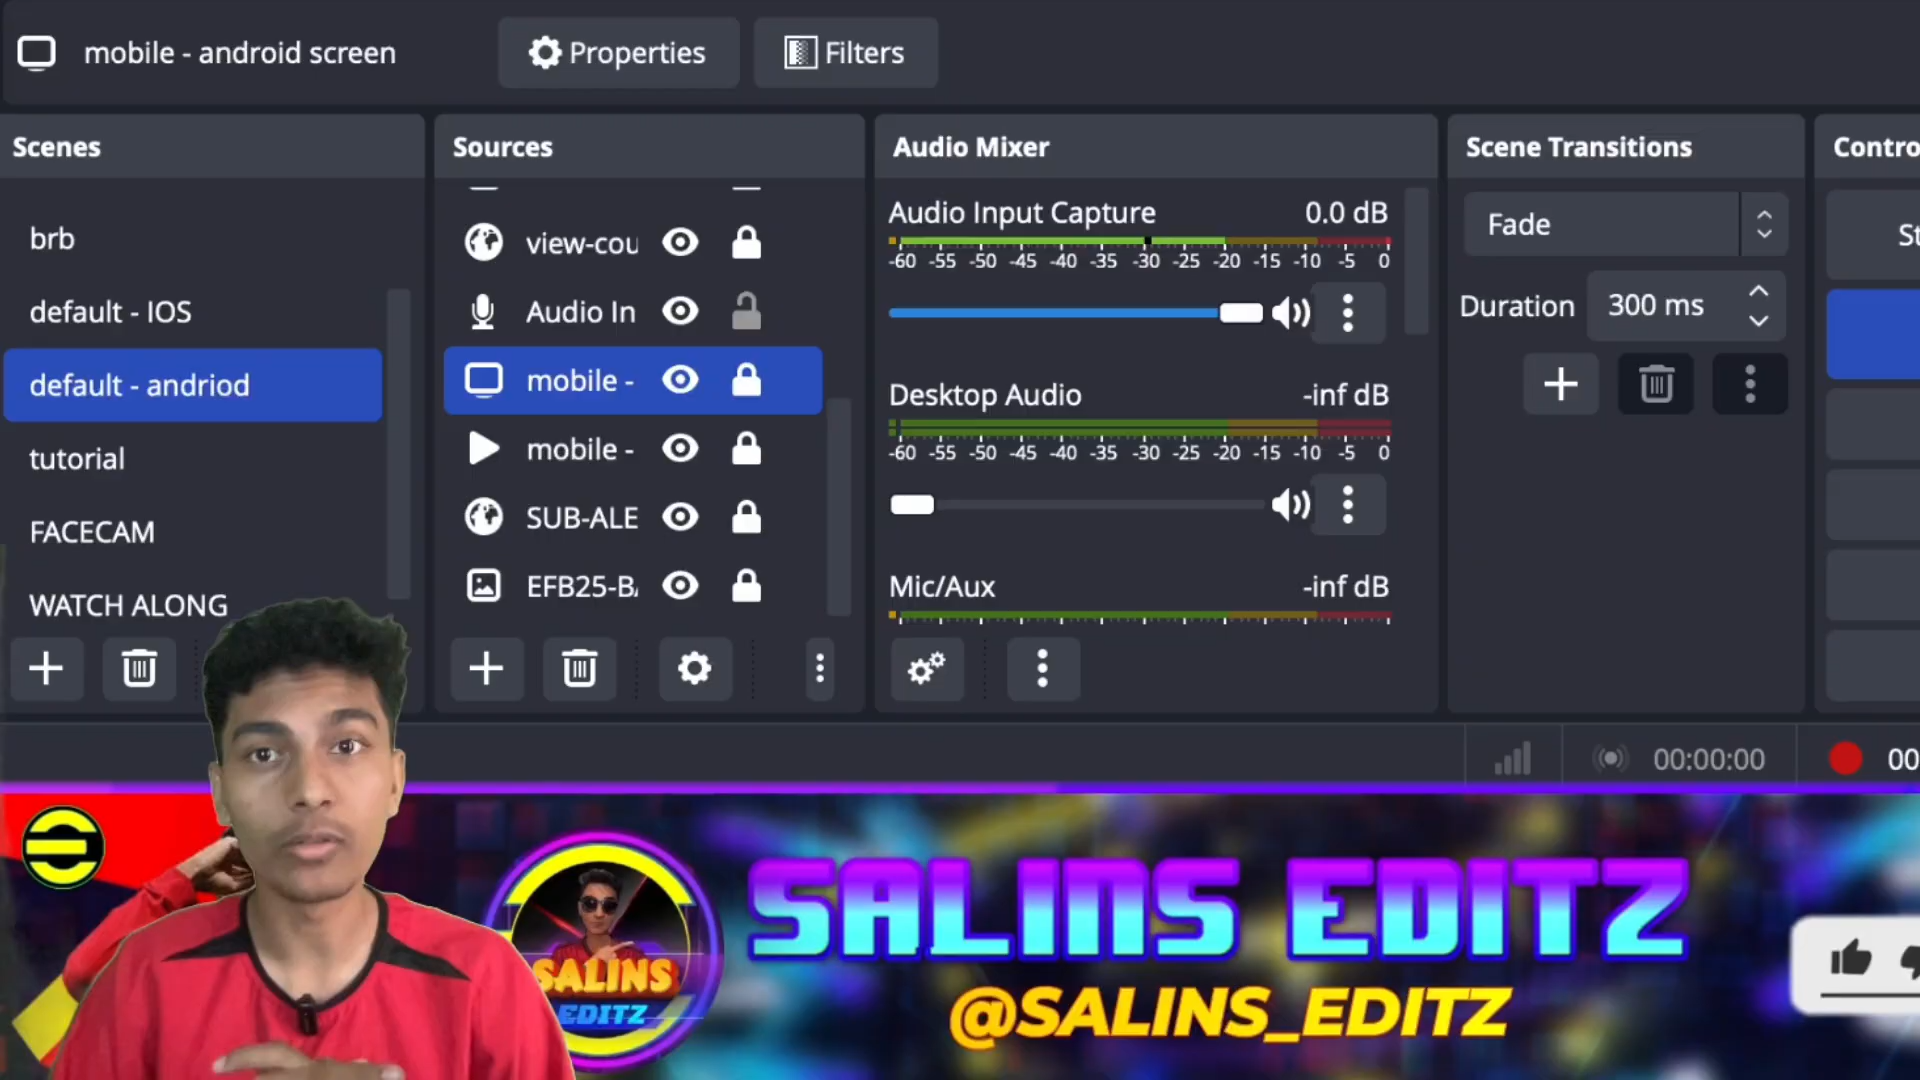 mobile - android screen
Properties
Filters
Scenes
brb
default - IOS
default - andriod
tutorial
FACECAM
WATCH ALONG
Sources
view-cou
Audio In
mobile -
mobile -
SUB-ALE
EFB25-BA
Audio Mixer
Audio Input Capture 0.0 dB
-60 -55 -50 -45 -40 -35 -30 -25 -20 -15 -10 -5 0
Desktop Audio -inf dB
-60 -55 -50 -45 -40 -35 -30 -25 -20 -15 -10 -5 0
Mic/Aux -inf dB
Scene Transitions
Fade
Duration 300 ms
Contro
St
00:00:00
00
SALINS EDITZ
@SALINS_EDITZ
SALINS
EDITZ